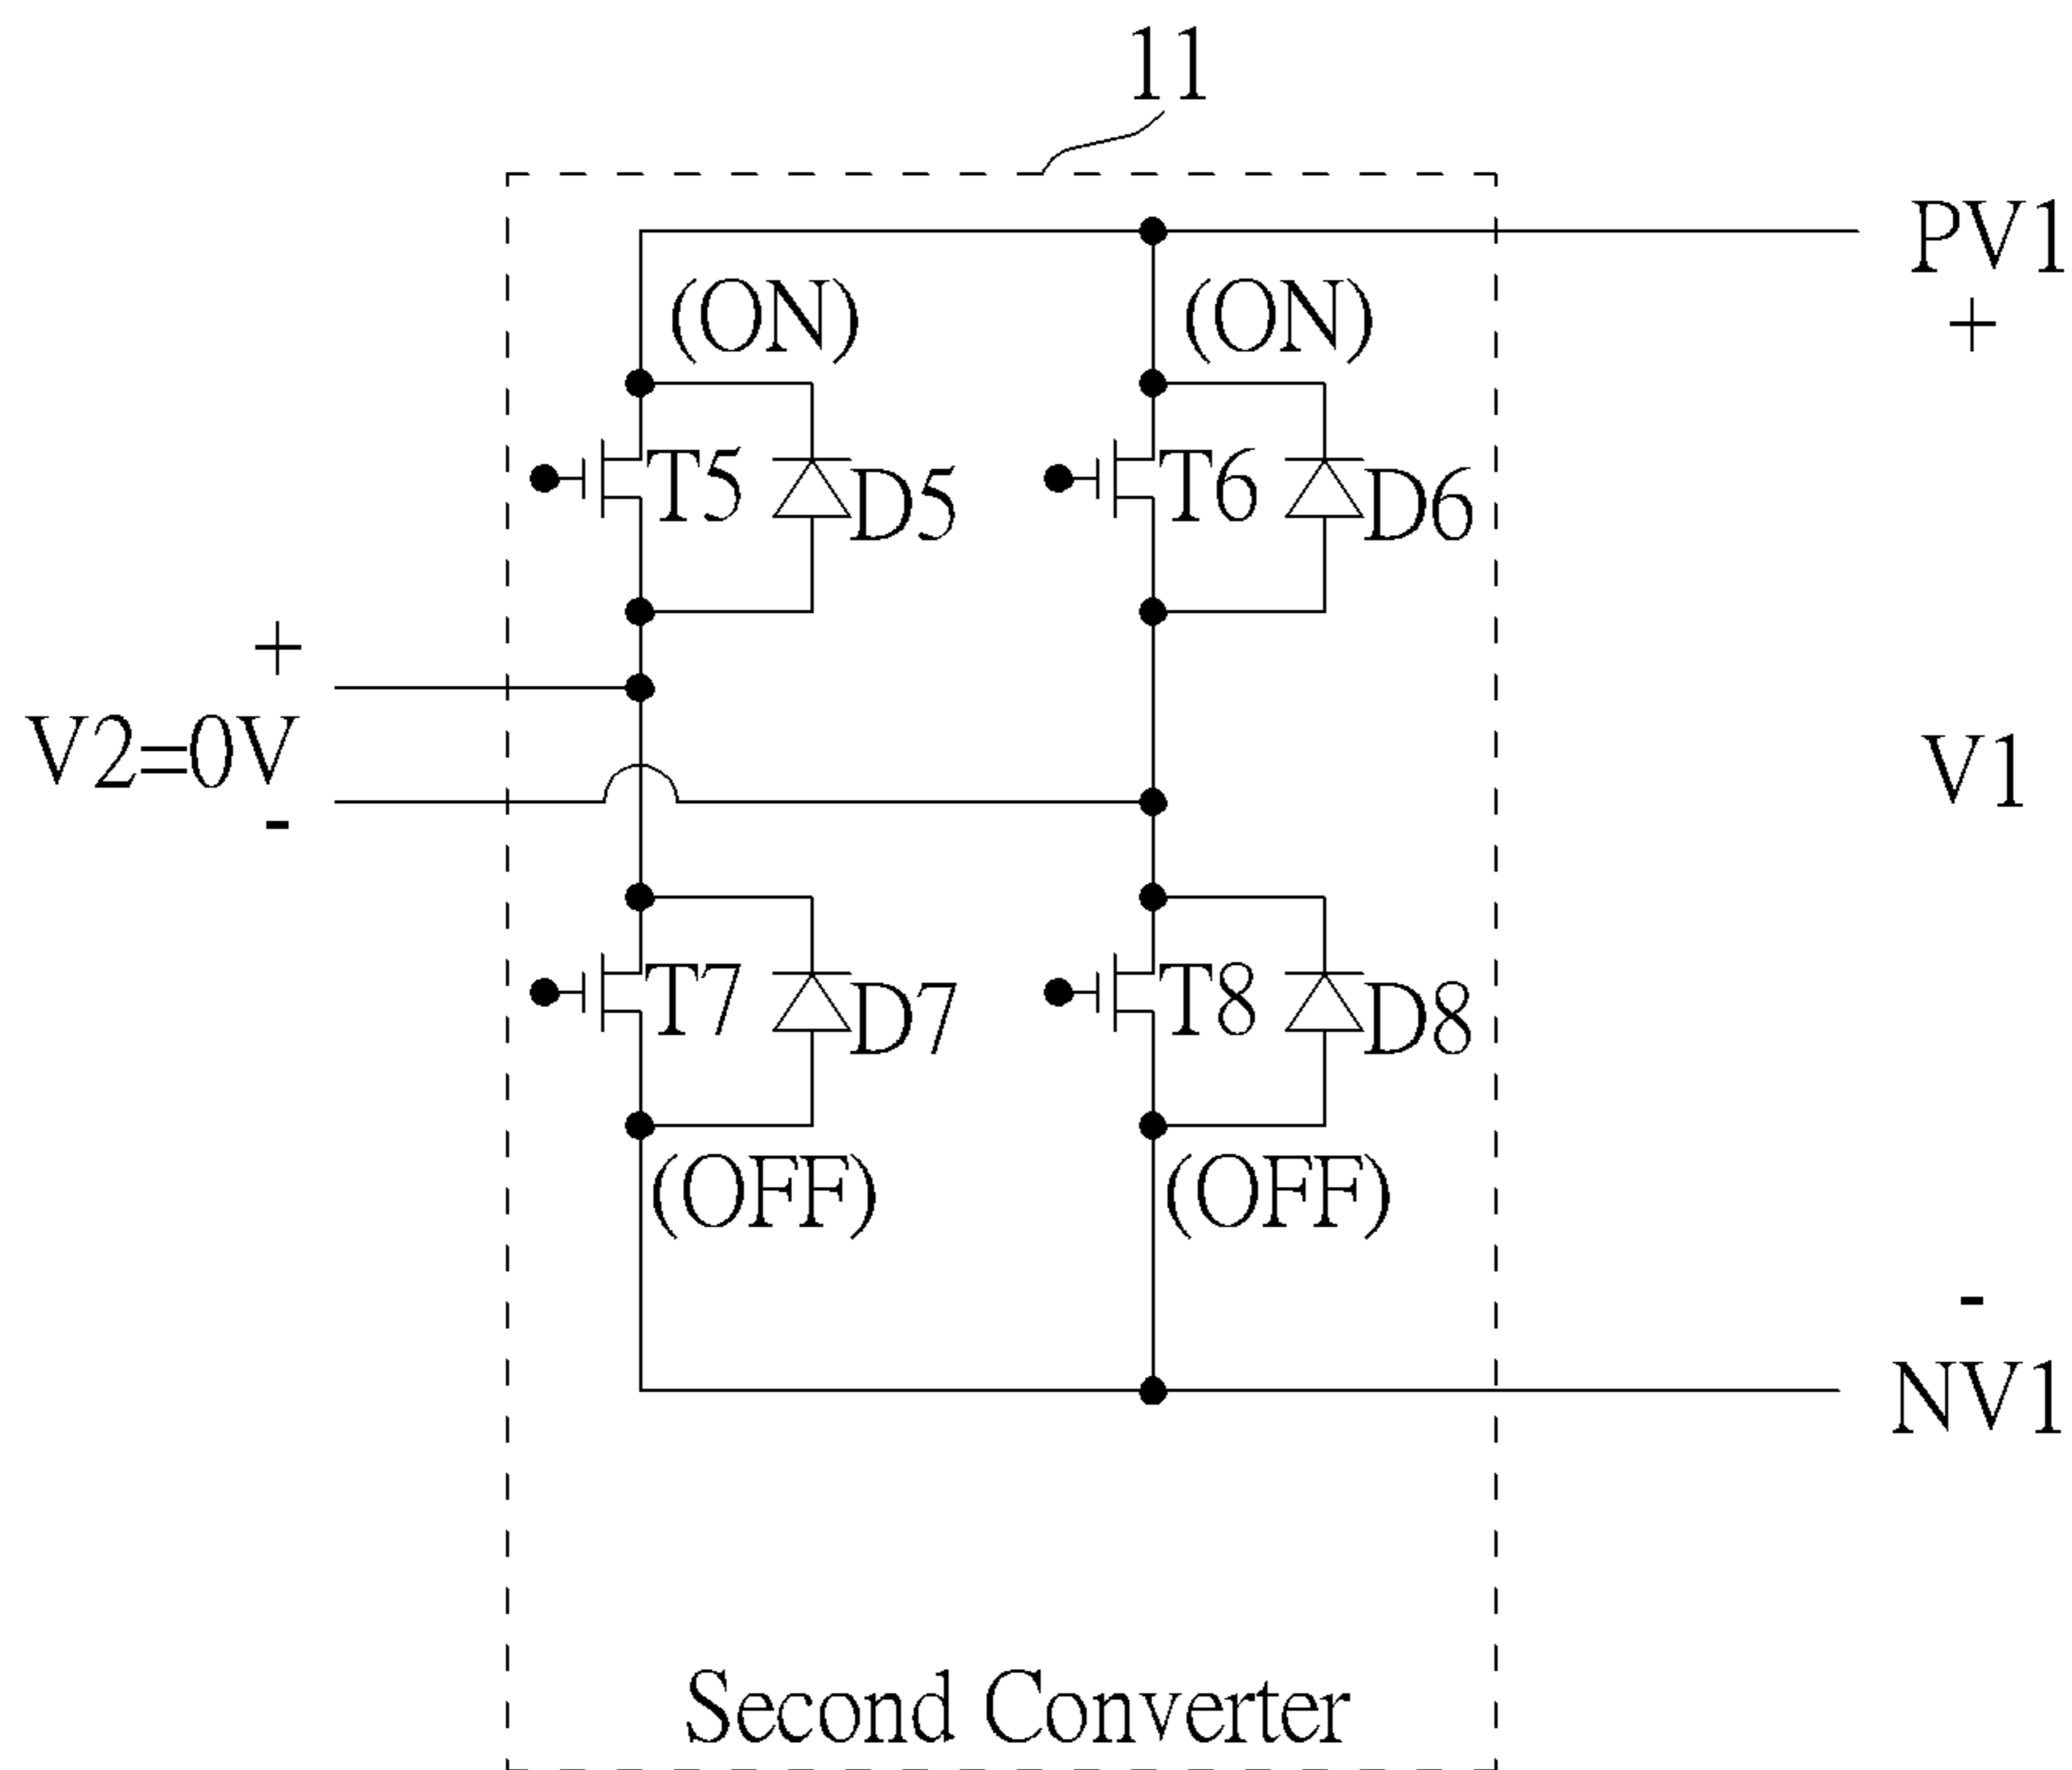 11
PV1
+
(ON) (ON)
T5 D5 T6 D6
+
V2=0V
-
V1
T7 D7 T8 D8
(OFF) (OFF)
-
NV1
Second Converter